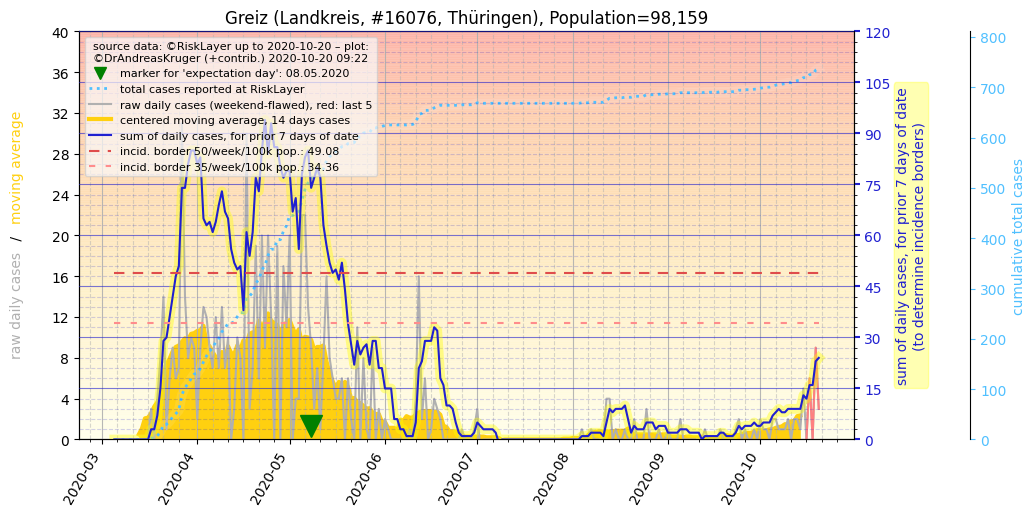 Greiz (Landkreis, #16076, Thüringen), Population=98,159
source data: ©RiskLayer up to 2020-10-20 – plot:
©DrAndreasKruger (+contrib.) 2020-10-20 09:22
marker for 'expectation day': 08.05.2020
total cases reported at RiskLayer
raw daily cases (weekend-flawed), red: last 5
centered moving average, 14 days cases
sum of daily cases, for prior 7 days of date
incid. border 50/week/100k pop.: 49.08
incid. border 35/week/100k pop.: 34.36
raw daily cases / moving average
40
36
32
28
24
20
16
12
8
4
0
120
105
90
75
60
45
30
15
0
sum of daily cases, for prior 7 days of date
(to determine incidence borders)
800
700
600
500
400
300
200
100
0
cumulative total cases
2020-03
2020-04
2020-05
2020-06
2020-07
2020-08
2020-09
2020-10